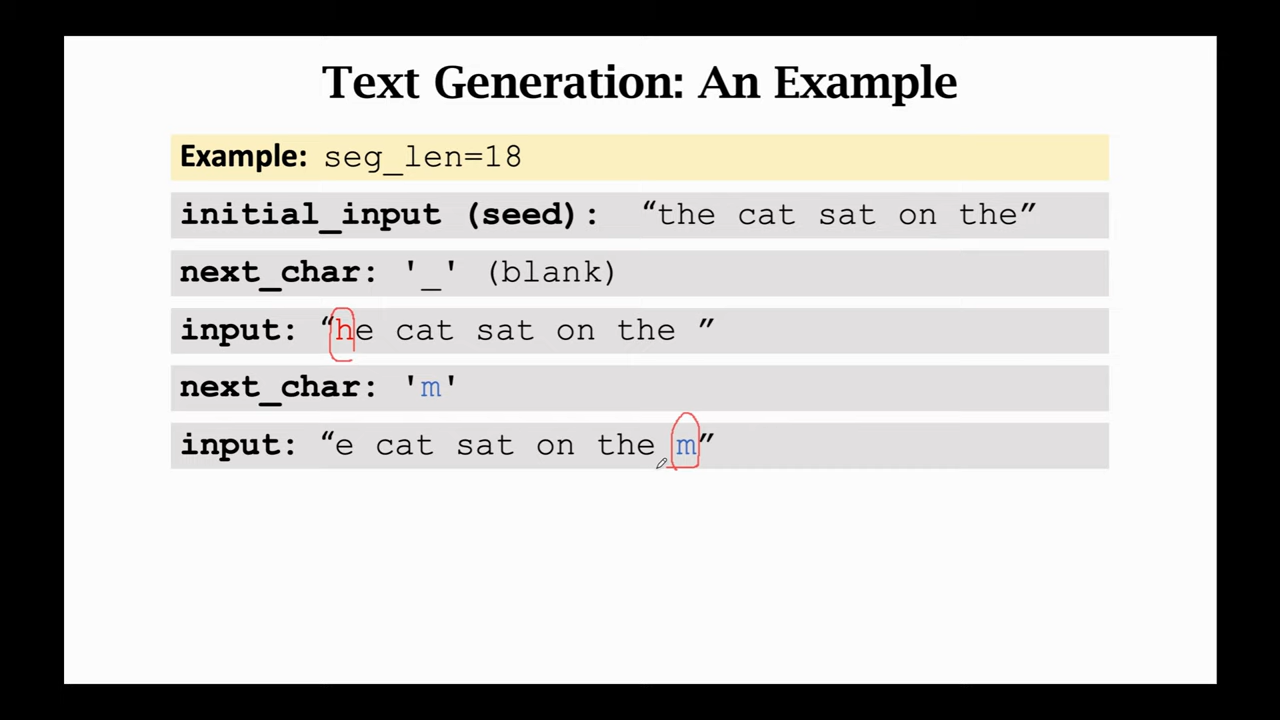 Text Generation: An Example
Example: seg_len=18
initial_input (seed): “the cat sat on the”
next_char: '_' (blank)
input: “he cat sat on the ”
next_char: 'm'
input: “e cat sat on the m”